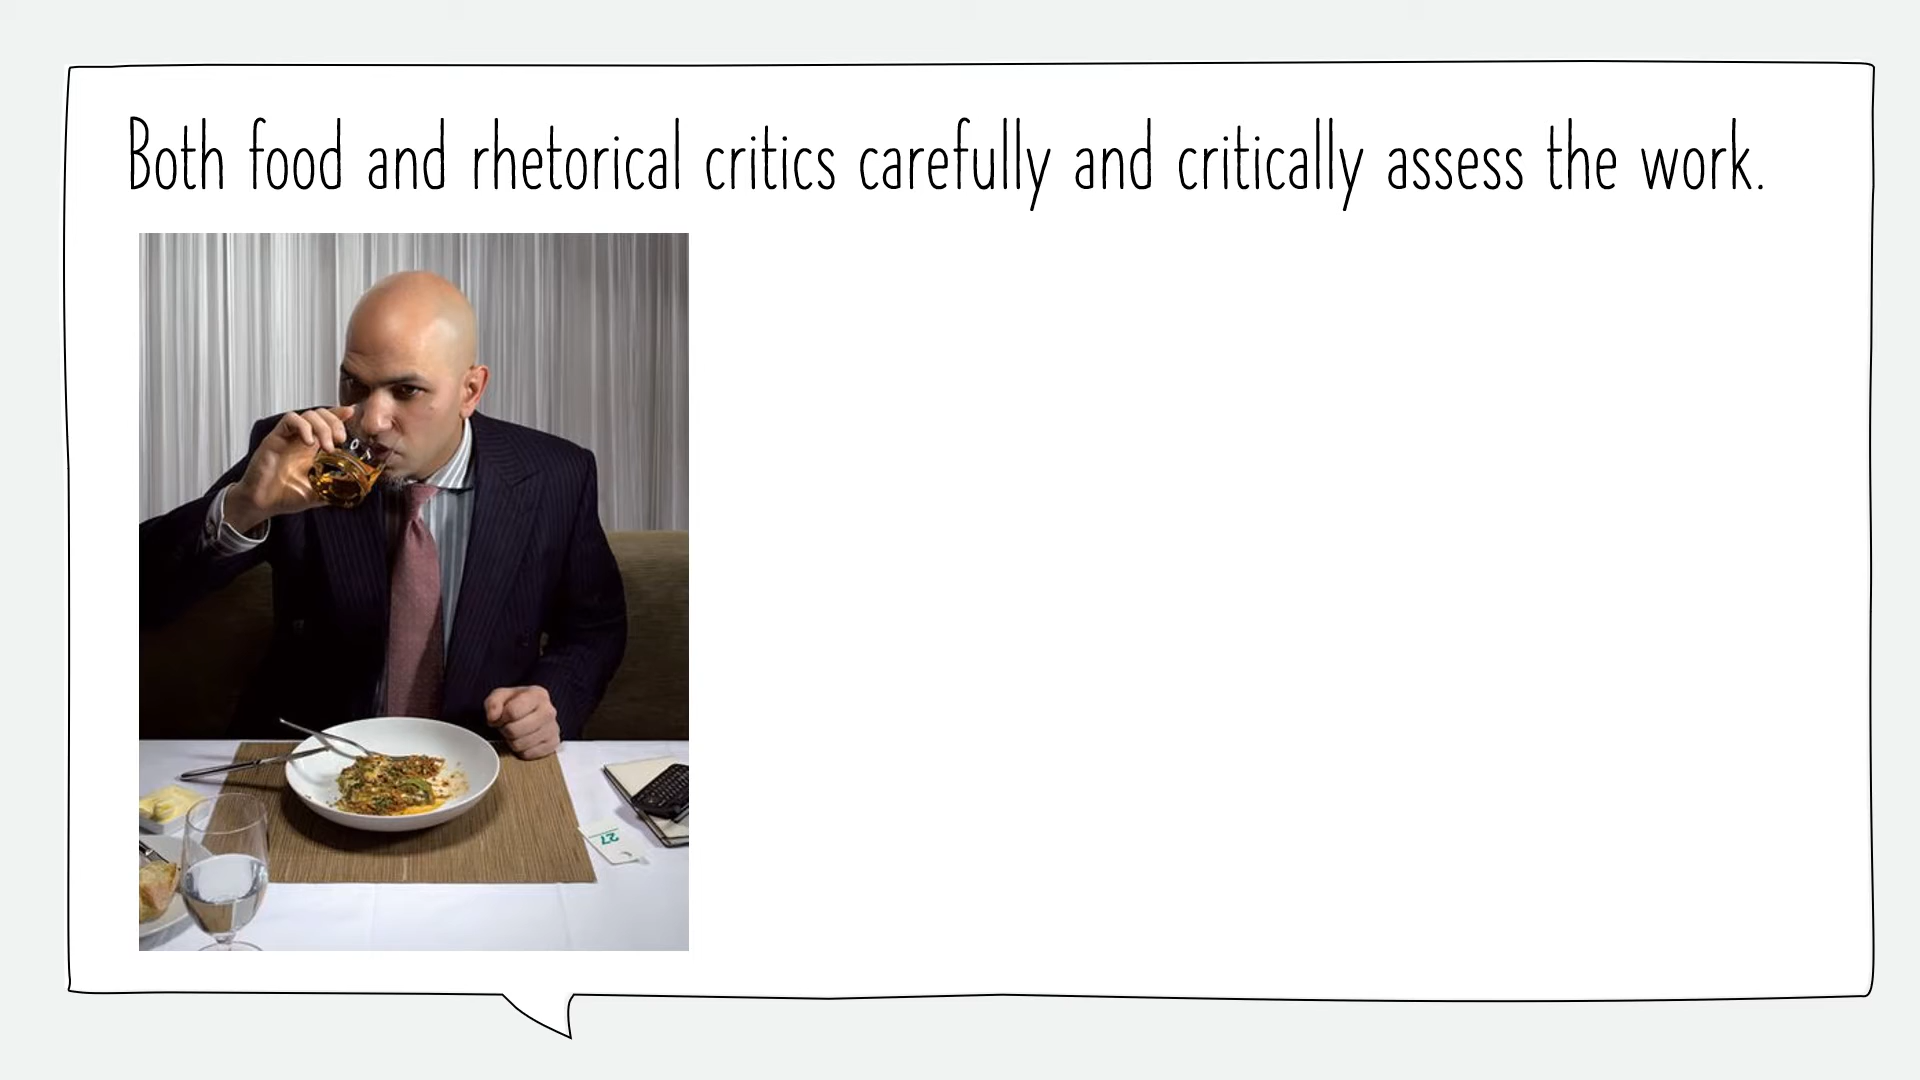 Both food and rhetorical critics carefully and critically assess the work.
27